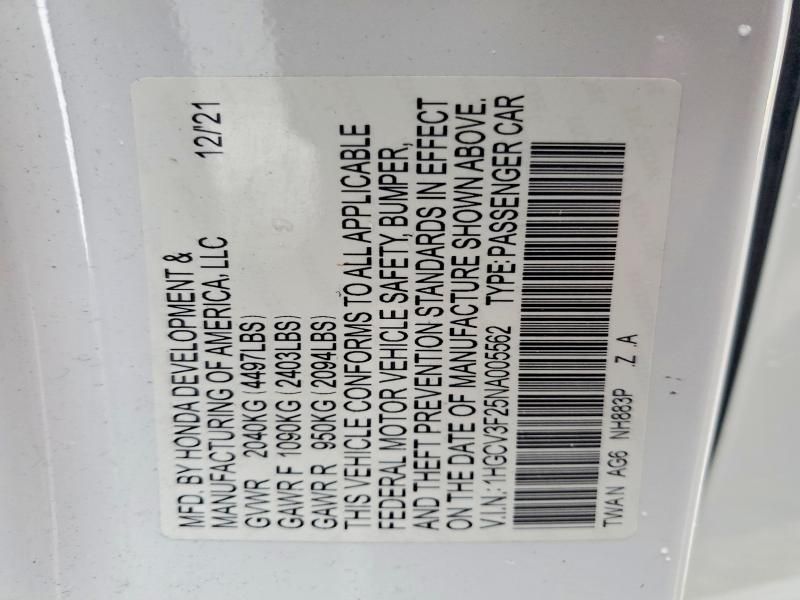 MFD. BY HONDA DEVELOPMENT &
MANUFACTURING OF AMERICA, LLC 12/'21
GVWR 2040KG (4497LBS)
GAWR F 1090KG (2403LBS)
GAWR R 950KG (2094LBS)
THIS VEHICLE CONFORMS TO ALL APPLICABLE
FEDERAL MOTOR VEHICLE SAFETY, BUMPER,
AND THEFT PREVENTION STANDARDS IN EFFECT
ON THE DATE OF MANUFACTURE SHOWN ABOVE.
V.I.N.: 1HGCV3F25NA005562 TYPE: PASSENGER CAR
TWA N AG6 NH883P .Z .A